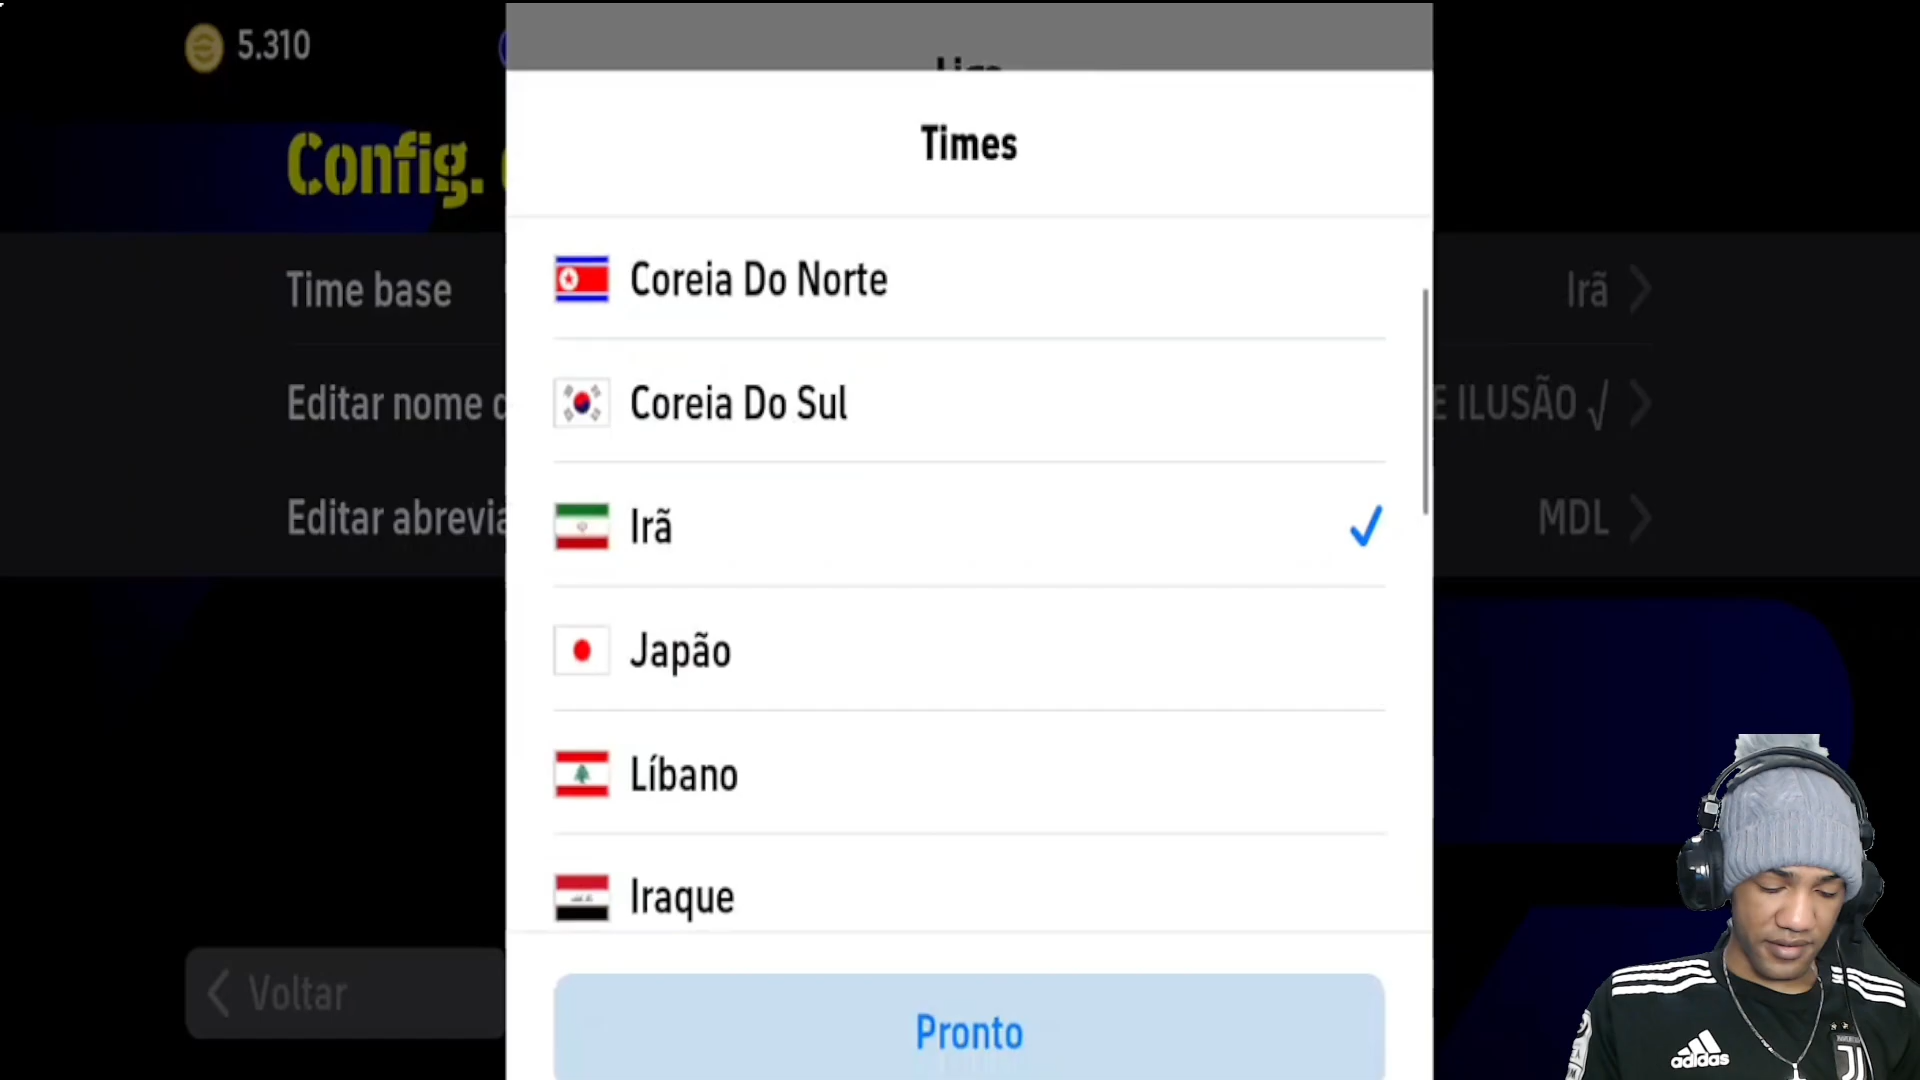 5.310
Times
Config.
Coreia Do Norte
Time base
Irã
Coreia Do Sul
Editar nome
E ILUSÃO √
Irã
Editar abrevia
MDL
Japão
Líbano
Iraque
Voltar
Pronto
adidas